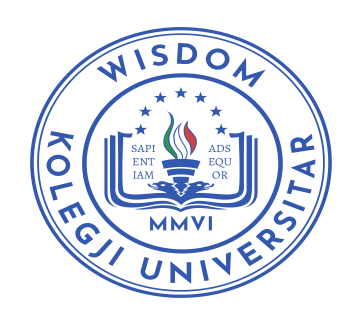 WISDOM
KOLEGJI UNIVERSITAR
SAPI
ENT
IAM
ADS
EQU
OR
MMVI